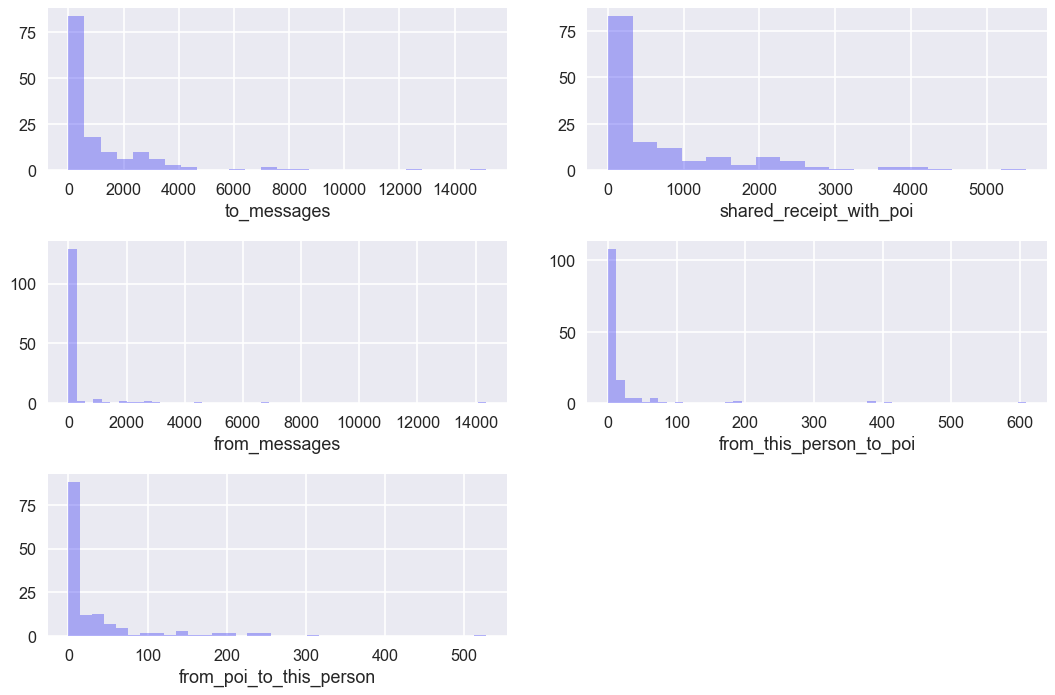 75
50
25
0
0 2000 4000 6000 8000 10000 12000 14000
to_messages
75
50
25
0
0 1000 2000 3000 4000 5000
shared_receipt_with_poi
100
50
0
0 2000 4000 6000 8000 10000 12000 14000
from_messages
100
50
0
0 100 200 300 400 500 600
from_this_person_to_poi
75
50
25
0
0 100 200 300 400 500
from_poi_to_this_person